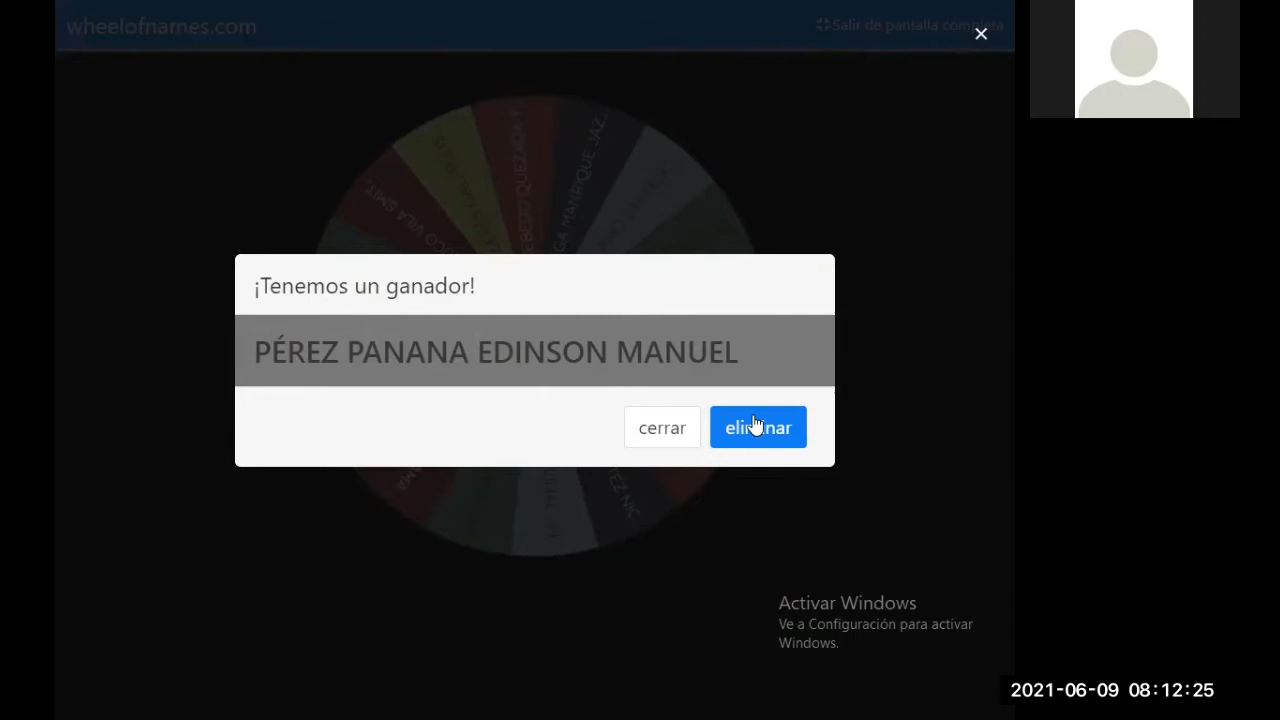 wheelofnames.com
Salir de pantalla completa
¡Tenemos un ganador!
PÉREZ PANANA EDINSON MANUEL
cerrar
eliminar
Activar Windows
Ve a Configuración para activar
Windows.
2021-06-09 08:12:25